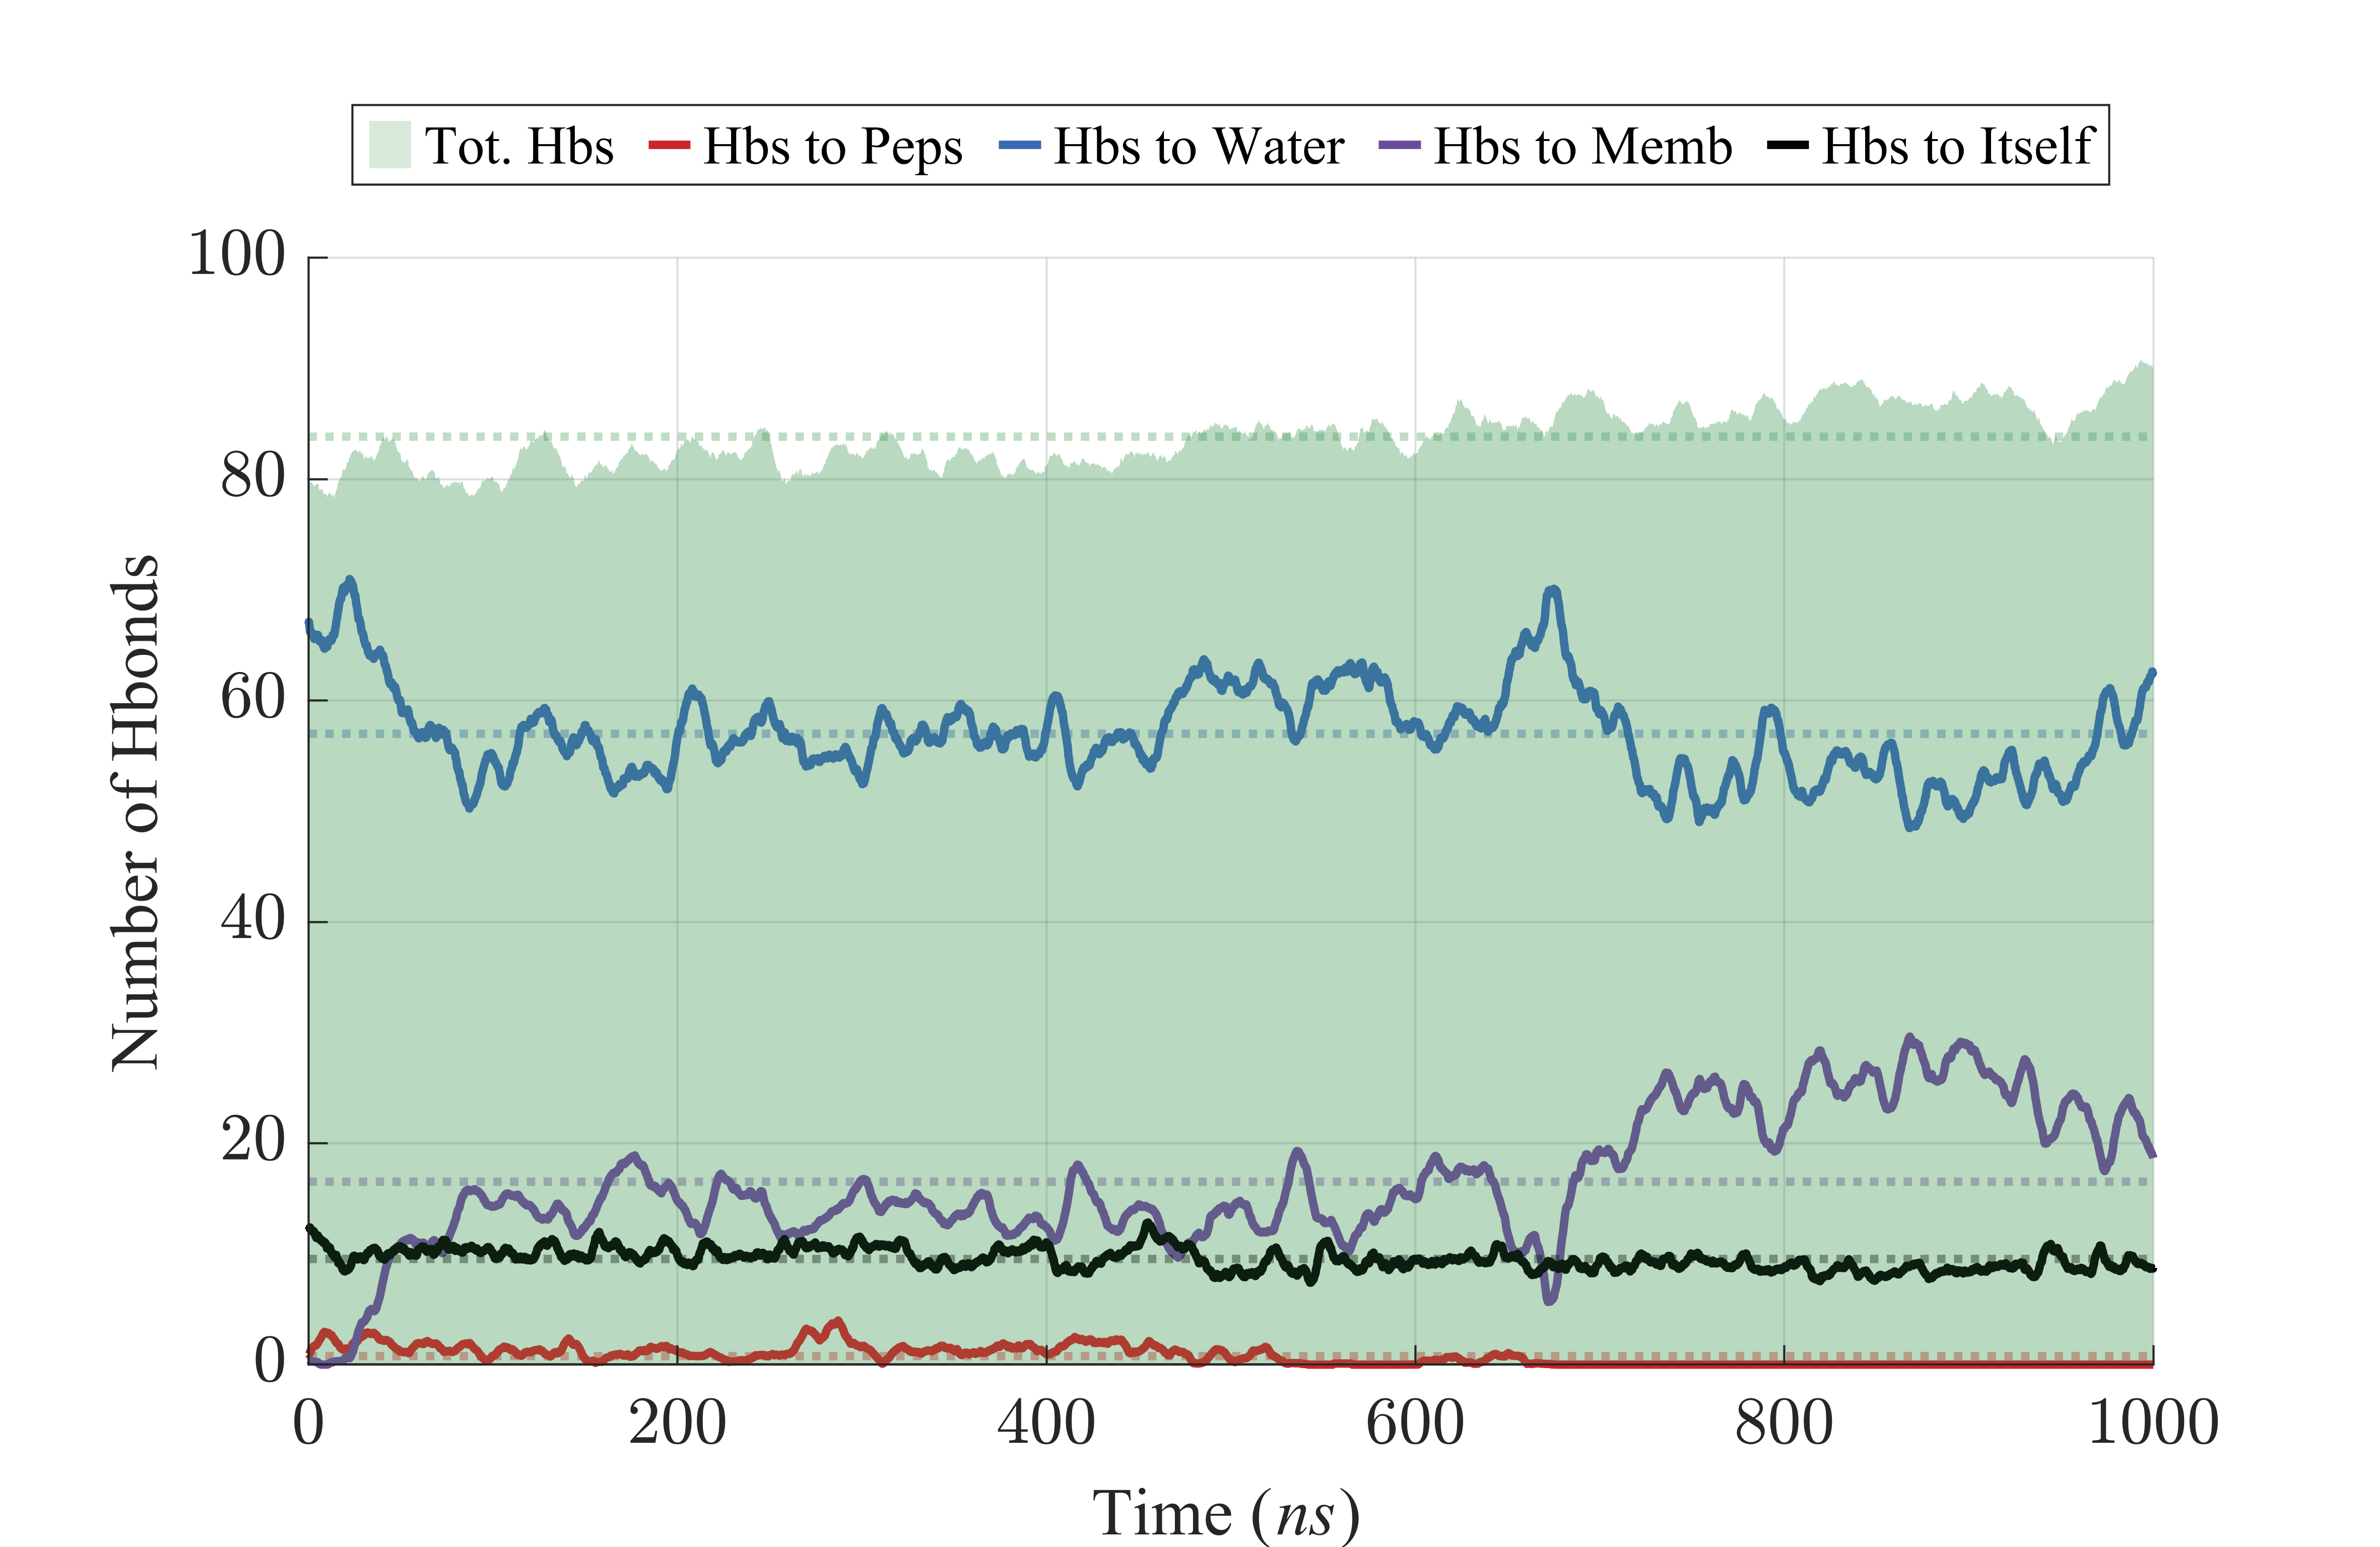 Tot. Hbs Hbs to Peps Hbs to Water Hbs to Memb Hbs to Itself
100
80
60
40
20
0
Number of Hbonds
0 200 400 600 800 1000
Time (ns)